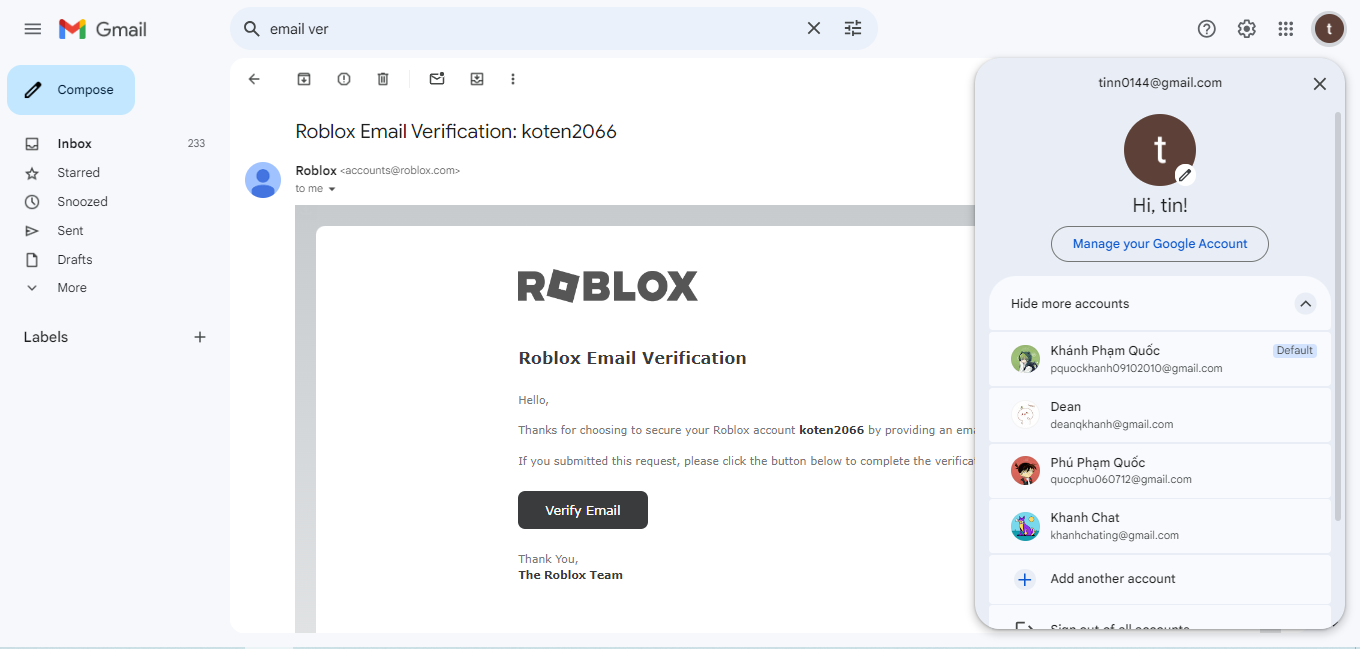 Gmail
email ver
t
Compose
Inbox 233
Starred
Snoozed
Sent
Drafts
More
Labels
Roblox Email Verification: koten2066
Roblox <accounts@roblox.com>
to me
ROBLOX
Roblox Email Verification
Hello,
Thanks for choosing to secure your Roblox account koten2066 by providing an
If you submitted this request, please click the button below to complete the
Verify Email
Thank You,
The Roblox Team
tinn0144@gmail.com
t
Hi, tin!
Manage your Google Account
Hide more accounts
Khánh Phạm Quốc Default
pquockhanh09102010@gmail.com
Dean
deanqkhanh@gmail.com
Phú Phạm Quốc
quocphu060712@gmail.com
Khanh Chat
khanhchating@gmail.com
Add another account
Sign out of all accounts